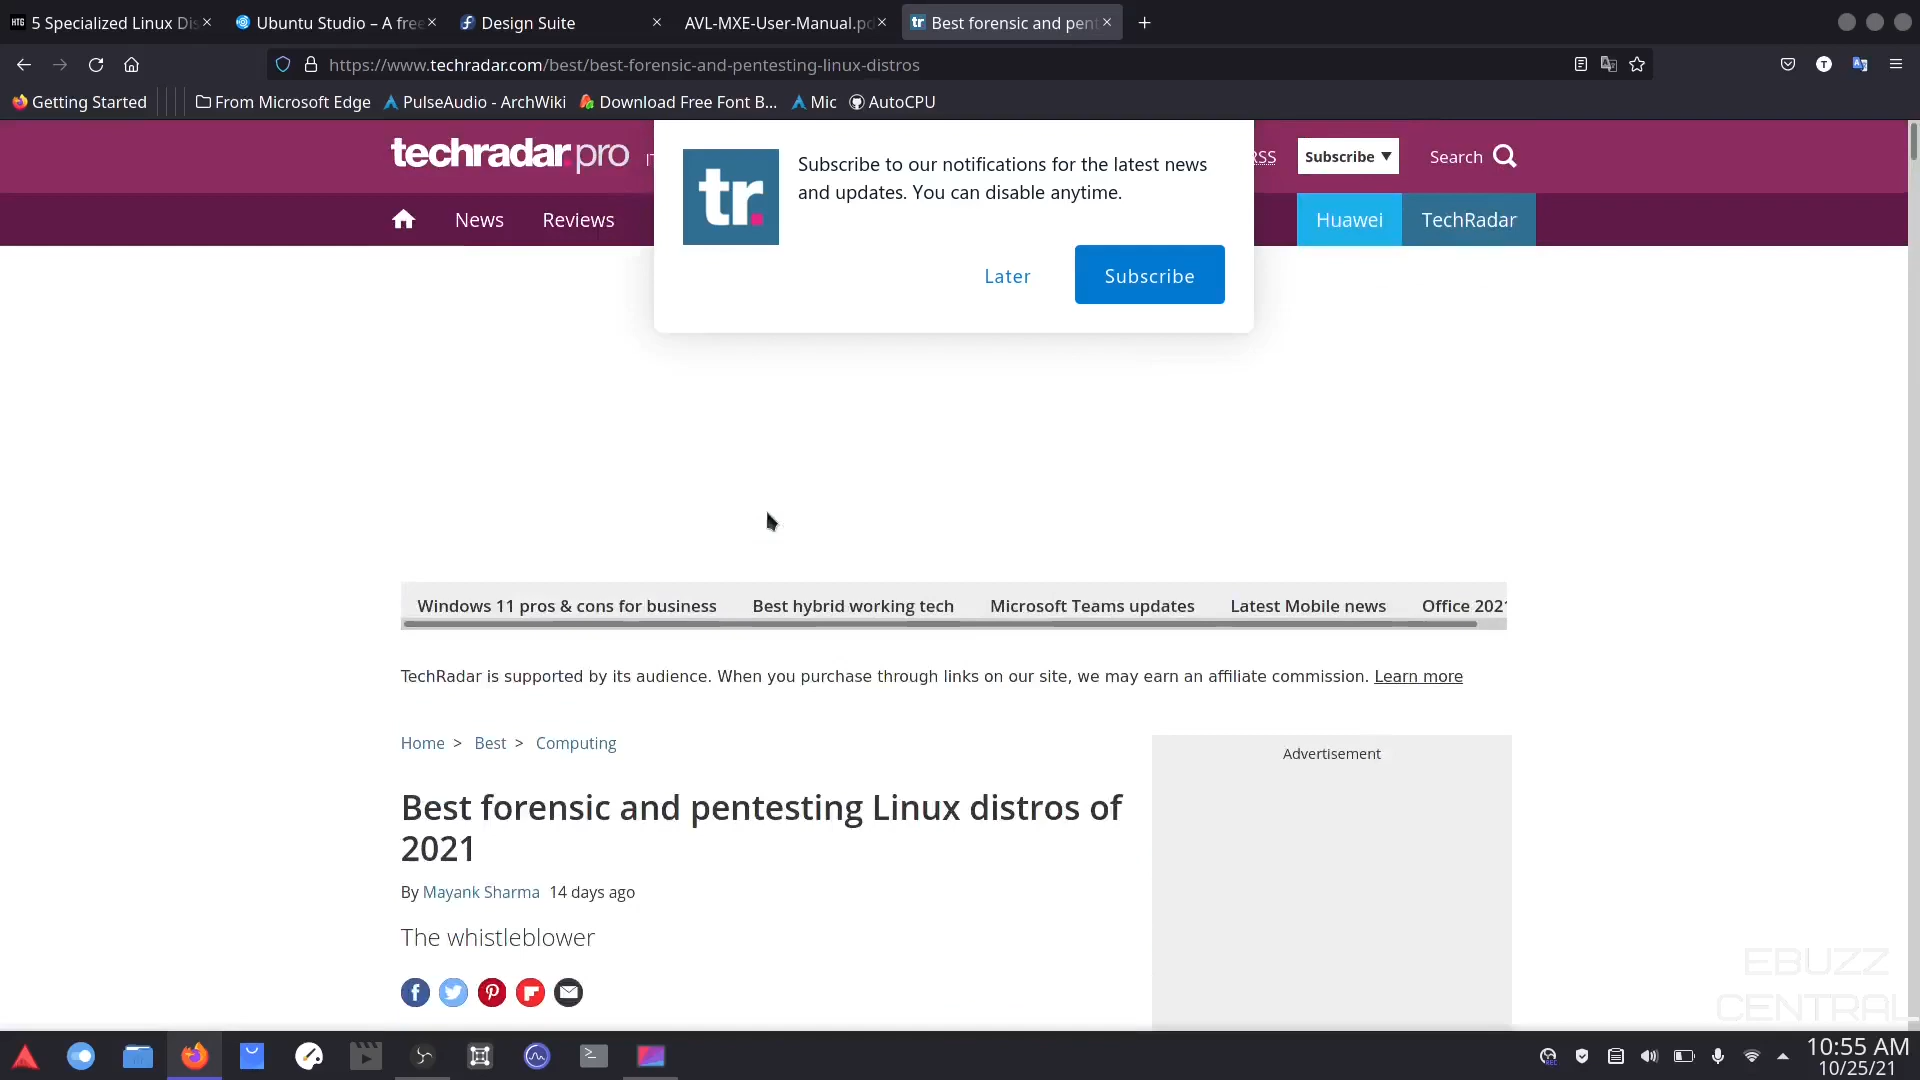 5 Specialized Linux Dis
Ubuntu Studio – A free
Design Suite
AVL-MXE-User-Manual.pd
Best forensic and pent
https://www.techradar.com/best/best-forensic-and-pentesting-linux-distros
Getting Started
From Microsoft Edge
PulseAudio - ArchWiki
Download Free Font B...
Mic
AutoCPU
techradar.pro
IT
Subscribe to our notifications for the latest news
and updates. You can disable anytime.
tr.
Later
Subscribe
RSS
Subscribe ▼
Search
News
Reviews
Huawei
TechRadar
Windows 11 pros & cons for business
Best hybrid working tech
Microsoft Teams updates
Latest Mobile news
Office 2021
TechRadar is supported by its audience. When you purchase through links on our site, we may earn an affiliate commission. Learn more
Home > Best > Computing
Advertisement
Best forensic and pentesting Linux distros of
2021
By Mayank Sharma 14 days ago
The whistleblower
EBUZZ
CENTRAL
10:55 AM
10/25/21